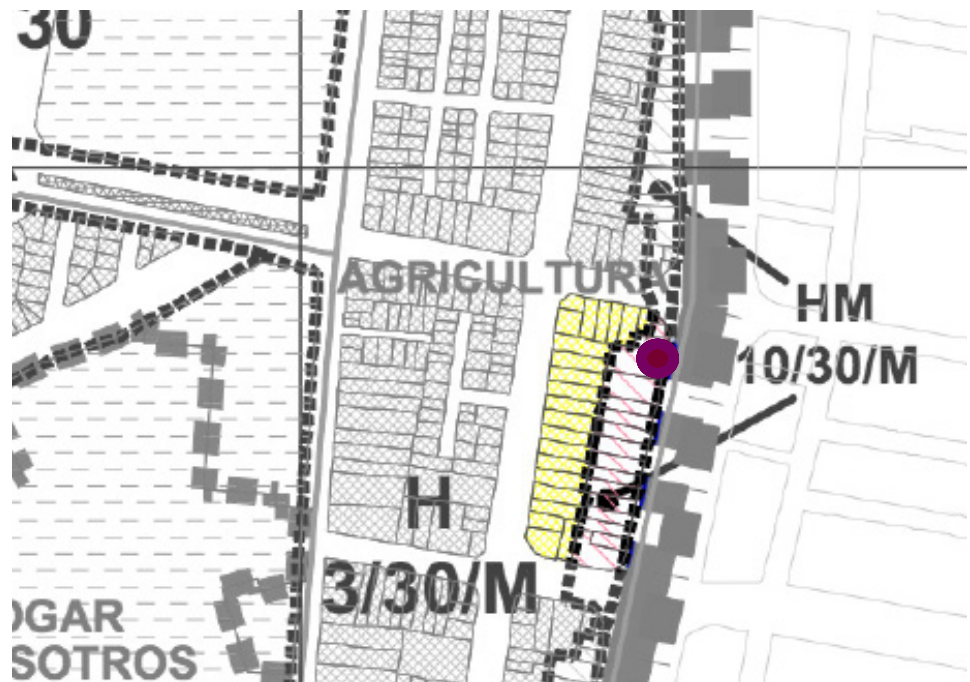 30
AGRICULTURA
HM
10/30/M
H
3/30/M
OGAR
SOTROS